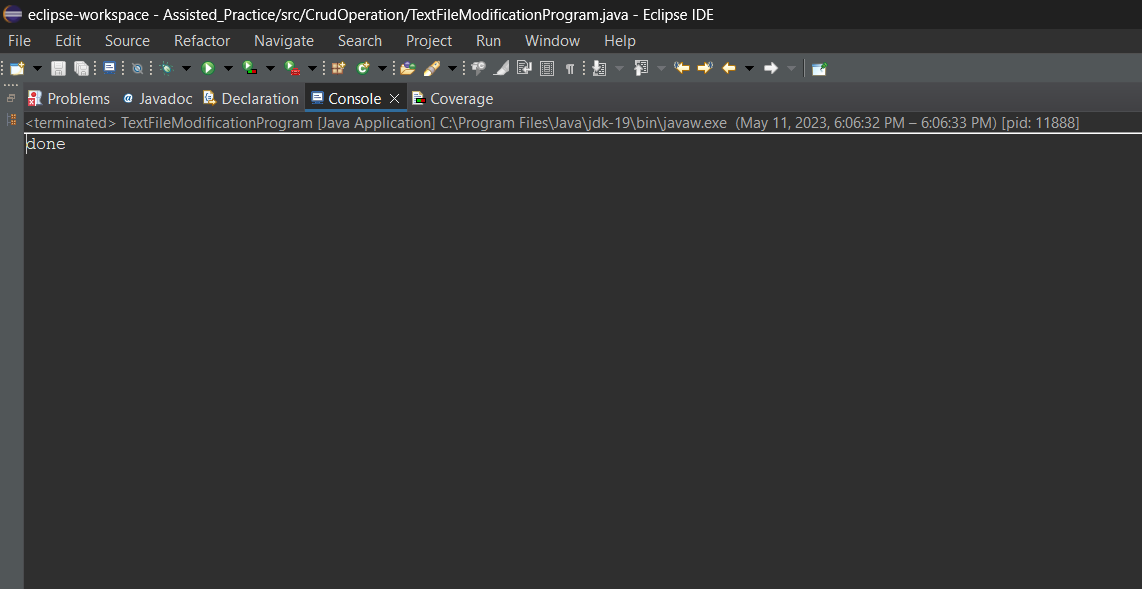 eclipse-workspace - Assisted_Practice/src/CrudOperation/TextFileModificationProgram.java - Eclipse IDE
File Edit Source Refactor Navigate Search Project Run Window Help
Problems Javadoc Declaration Console Coverage
<terminated> TextFileModificationProgram [Java Application] C:\Program Files\Java\jdk-19\bin\javaw.exe (May 11, 2023, 6:06:32 PM – 6:06:33 PM) [pid: 11888]
done